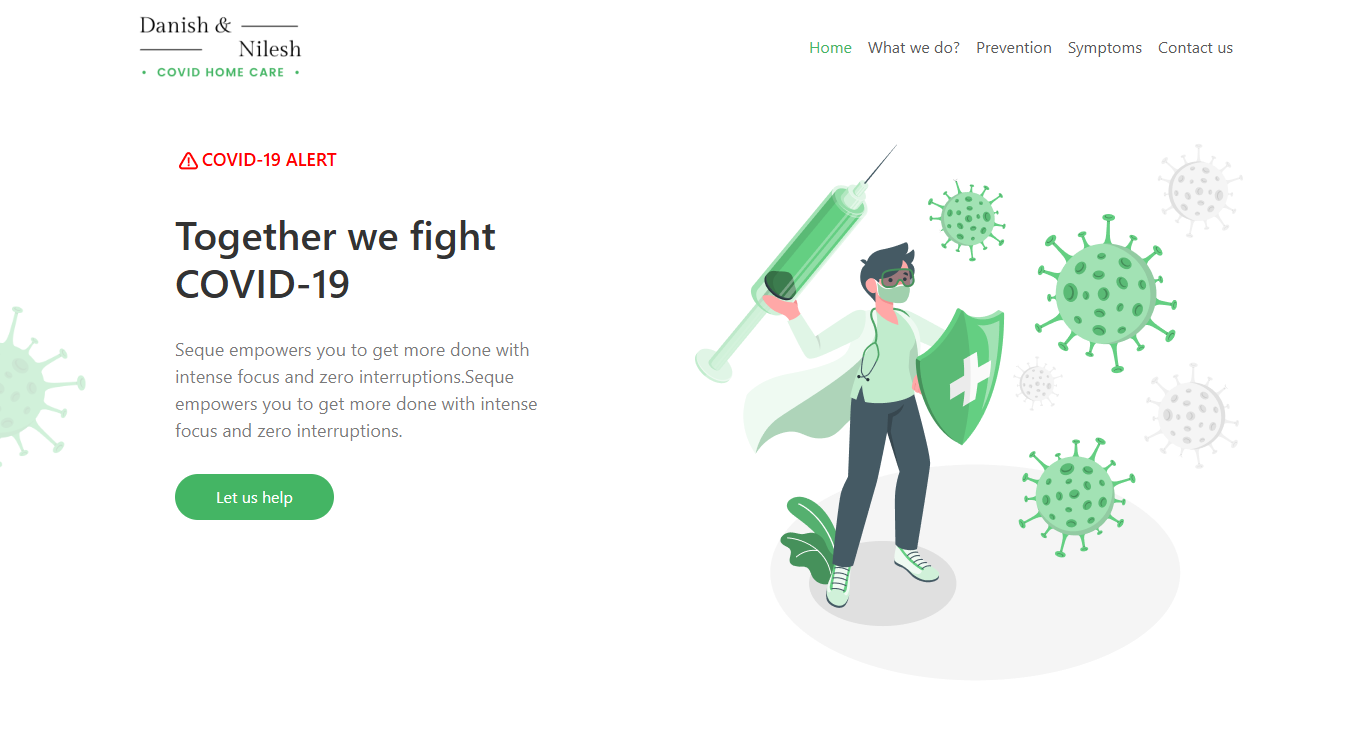 Danish &
Nilesh
• COVID HOME CARE •
Home What we do? Prevention Symptoms Contact us
COVID-19 ALERT
Together we fight
COVID-19
Seque empowers you to get more done with
intense focus and zero interruptions.Seque
empowers you to get more done with intense
focus and zero interruptions.
Let us help